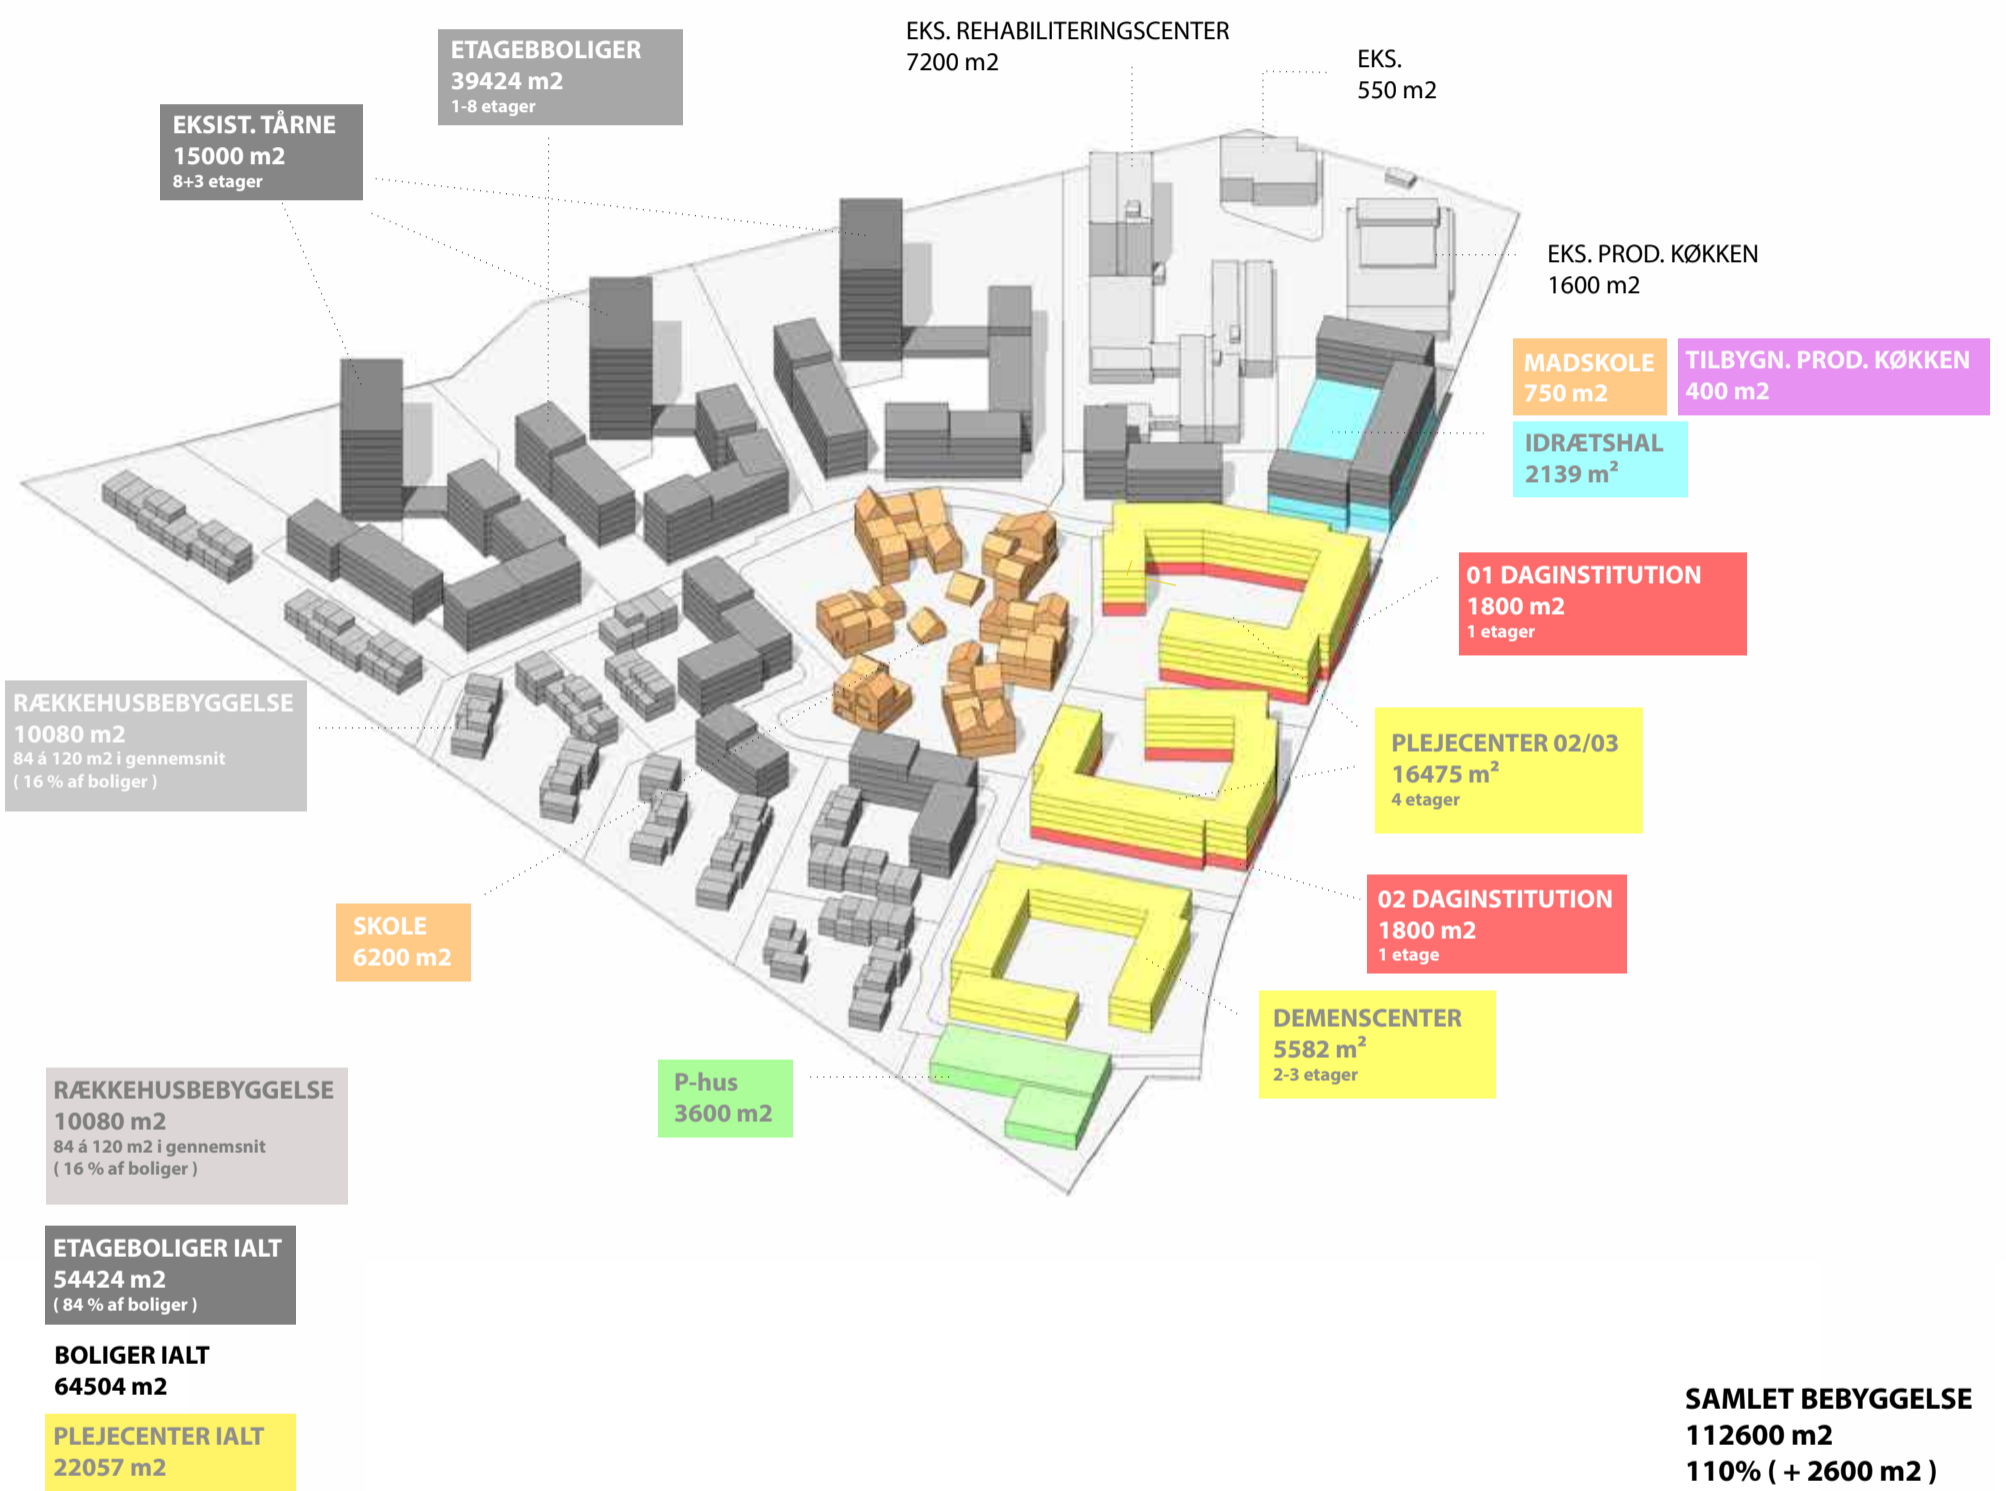 EKS. REHABILITERINGSCENTER
7200 m2
EKS.
550 m2
ETAGEBBOLIGER
39424 m2
1-8 etager
EKSIST. TÅRNE
15000 m2
8+3 etager
EKS. PROD. KØKKEN
1600 m2
MADSKOLE
750 m2
TILBYGN. PROD. KØKKEN
400 m2
IDRÆTSHAL
2139 m²
01 DAGINSTITUTION
1800 m2
1 etager
RÆKKEHUSBEBYGGELSE
10080 m2
84 á 120 m2 i gennemsnit
( 16 % af boliger )
PLEJECENTER 02/03
16475 m²
4 etager
SKOLE
6200 m2
02 DAGINSTITUTION
1800 m2
1 etage
DEMENSCENTER
5582 m²
2-3 etager
P-hus
3600 m2
RÆKKEHUSBEBYGGELSE
10080 m2
84 á 120 m2 i gennemsnit
( 16 % af boliger )
ETAGEBOLIGER IALT
54424 m2
( 84 % af boliger )
BOLIGER IALT
64504 m2
PLEJECENTER IALT
22057 m2
SAMLET BEBYGGELSE
112600 m2
110% ( + 2600 m2 )